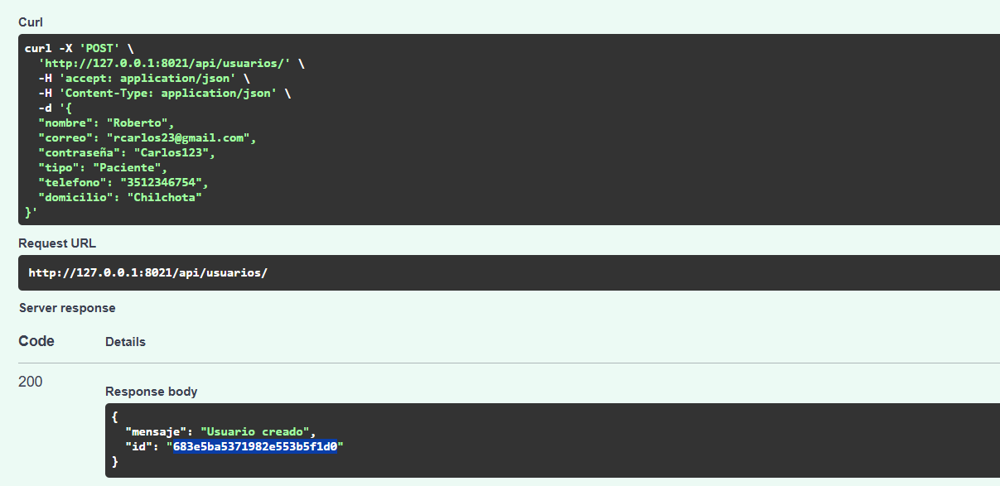 Curl
curl -X 'POST' \
'http://127.0.0.1:8021/api/usuarios/' \
-H 'accept: application/json' \
-H 'Content-Type: application/json' \
-d '{
"nombre": "Roberto",
"correo": "rcarlos23@gmail.com",
"contraseña": "Carlos123",
"tipo": "Paciente",
"telefono": "3512346754",
"domicilio": "Chilchota"
}'
Request URL
http://127.0.0.1:8021/api/usuarios/
Server response
Code Details
200
Response body
{
"mensaje": "Usuario creado",
"id": "683e5ba5371982e553b5f1d0"
}